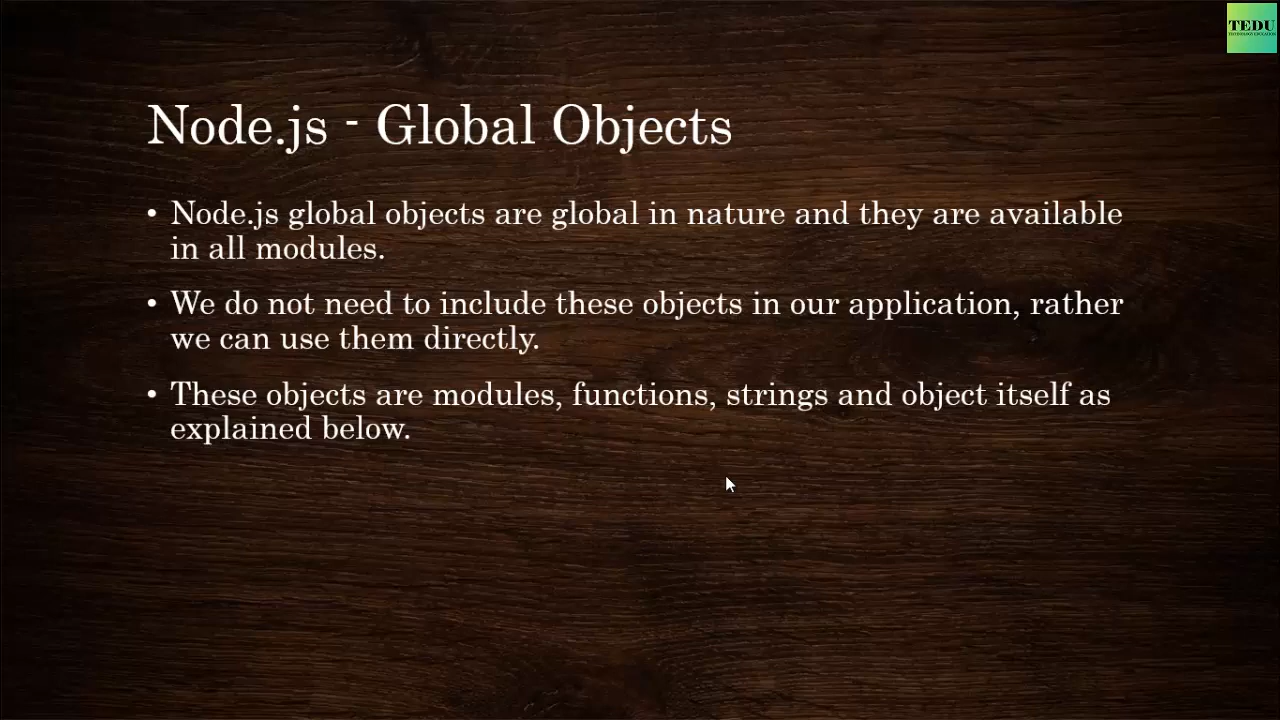 TEDU
Node.js - Global Objects
• Node.js global objects are global in nature and they are available
in all modules.
• We do not need to include these objects in our application, rather
we can use them directly.
• These objects are modules, functions, strings and object itself as
explained below.